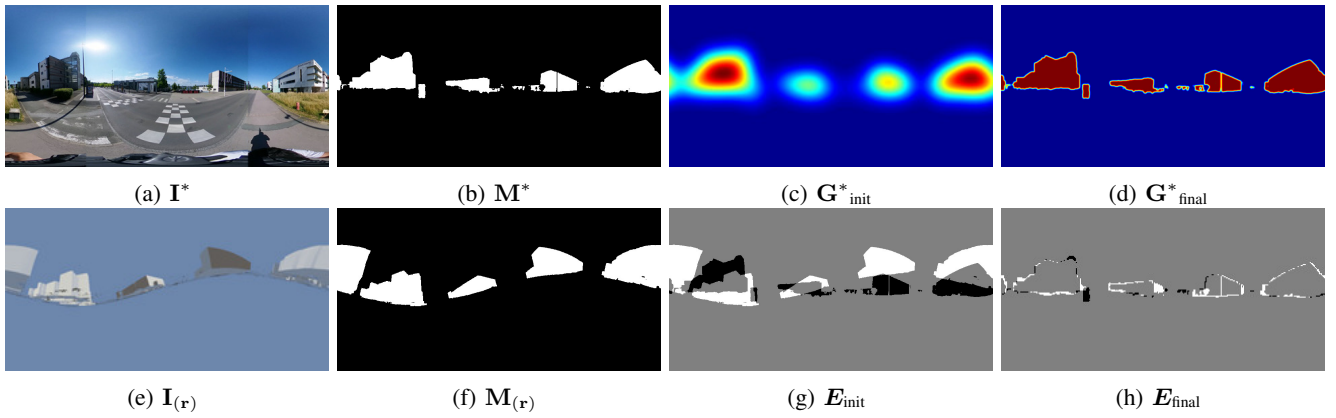 (a) I* (b) M* (c) G*init (d) G*final
(e) I(r) (f) M(r) (g) Einit (h) Efinal